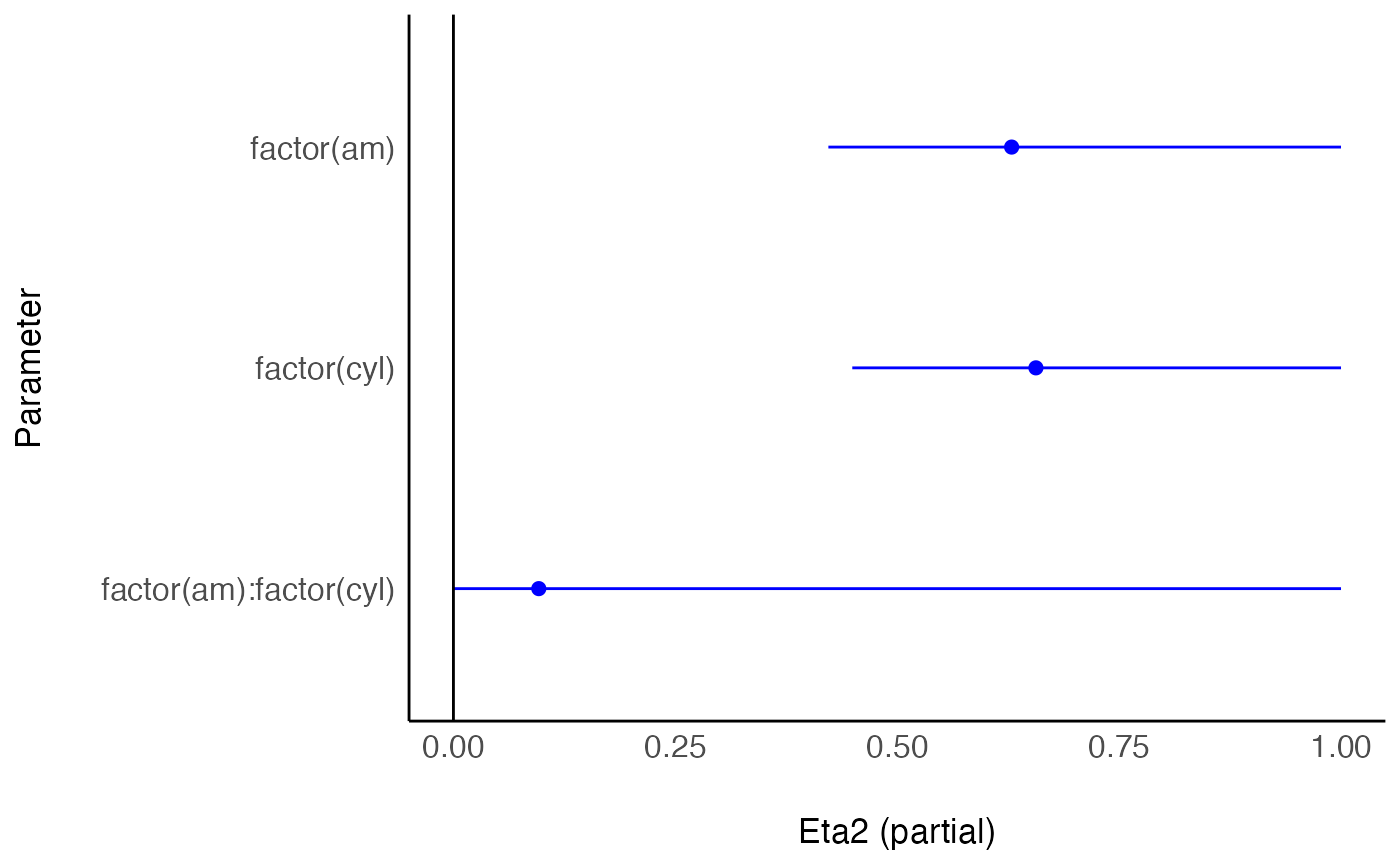 Parameter
factor(am)
factor(cyl)
factor(am):factor(cyl)
0.00 0.25 0.50 0.75 1.00
Eta2 (partial)